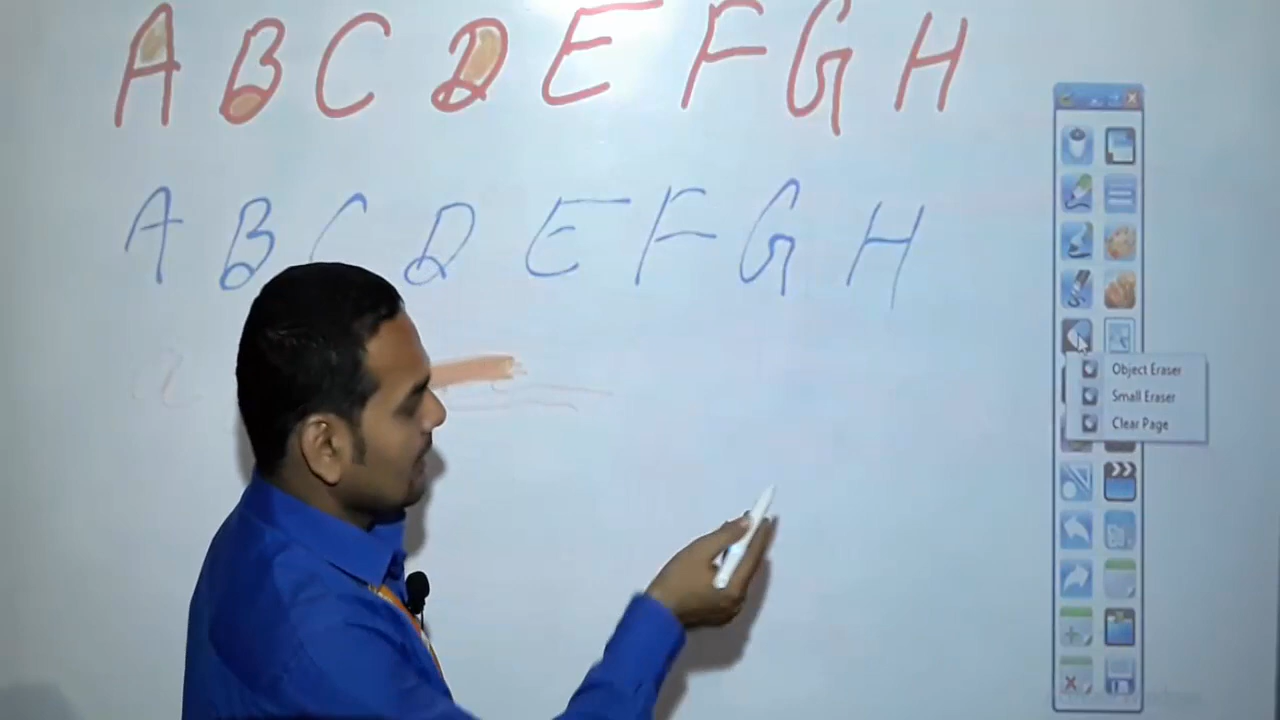 A B C D E F G H
A B C D E F G H
Object Eraser
Small Eraser
Clear Page